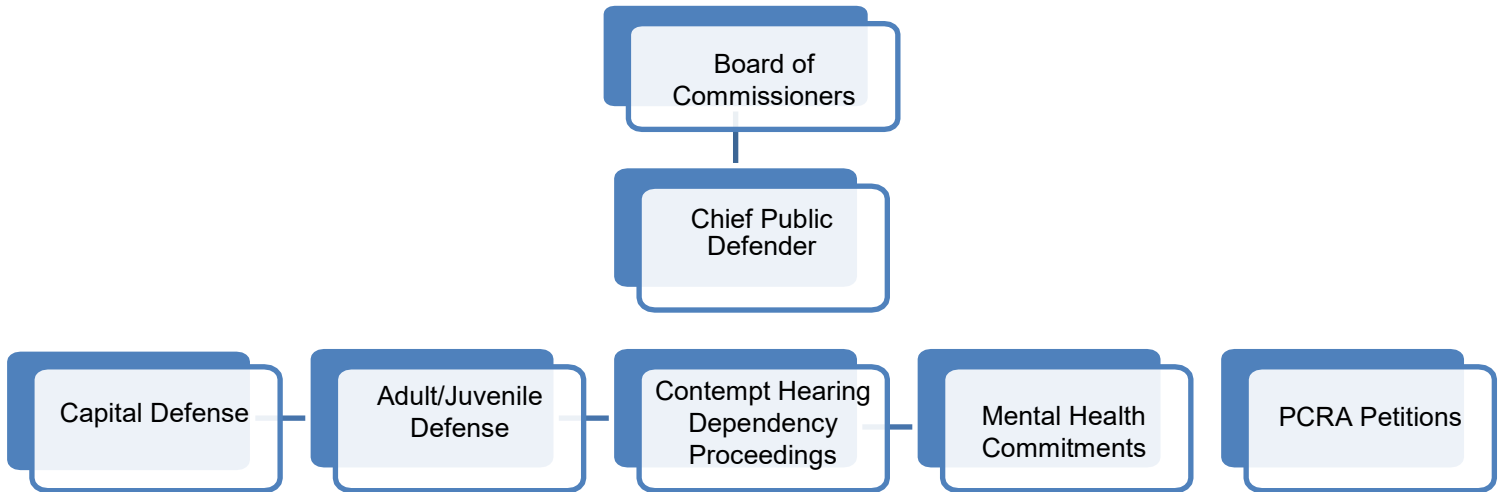 Board of
Commissioners
Chief Public
Defender
Capital Defense
Adult/Juvenile
Defense
Contempt Hearing
Dependency
Proceedings
Mental Health
Commitments
PCRA Petitions